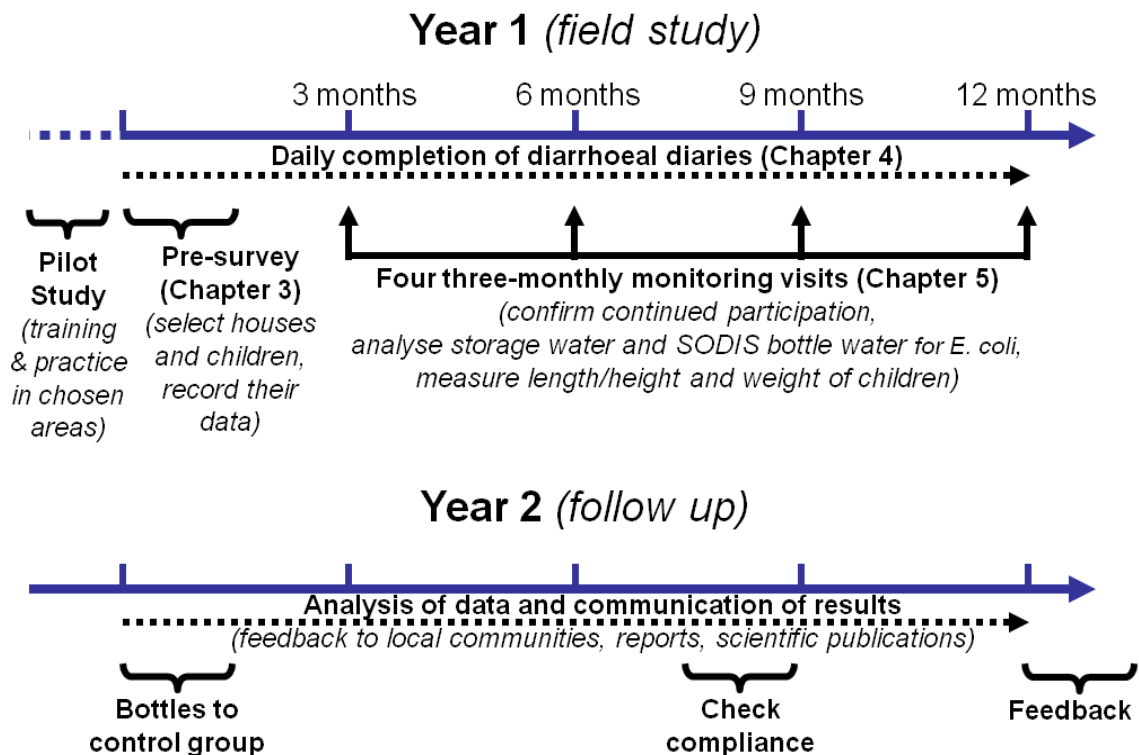 Year 1 (field study)
3 months 6 months 9 months 12 months
Daily completion of diarrhoeal diaries (Chapter 4)
Pilot
Study
(training
& practice
in chosen
areas)
Pre-survey
(Chapter 3)
(select houses
and children,
record their
data)
Four three-monthly monitoring visits (Chapter 5)
(confirm continued participation,
analyse storage water and SODIS bottle water for E. coli,
measure length/height and weight of children)
Year 2 (follow up)
Analysis of data and communication of results
(feedback to local communities, reports, scientific publications)
Bottles to
control group
Check
compliance
Feedback